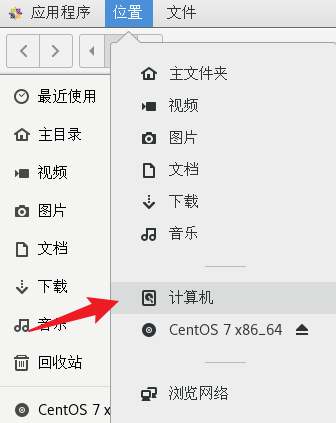 应用程序 位置 文件
最近使用
主目录
视频
图片
文档
下载
音乐
回收站
CentOS 7 x
主文件夹
视频
图片
文档
下载
音乐
计算机
CentOS 7 x86_64
浏览网络